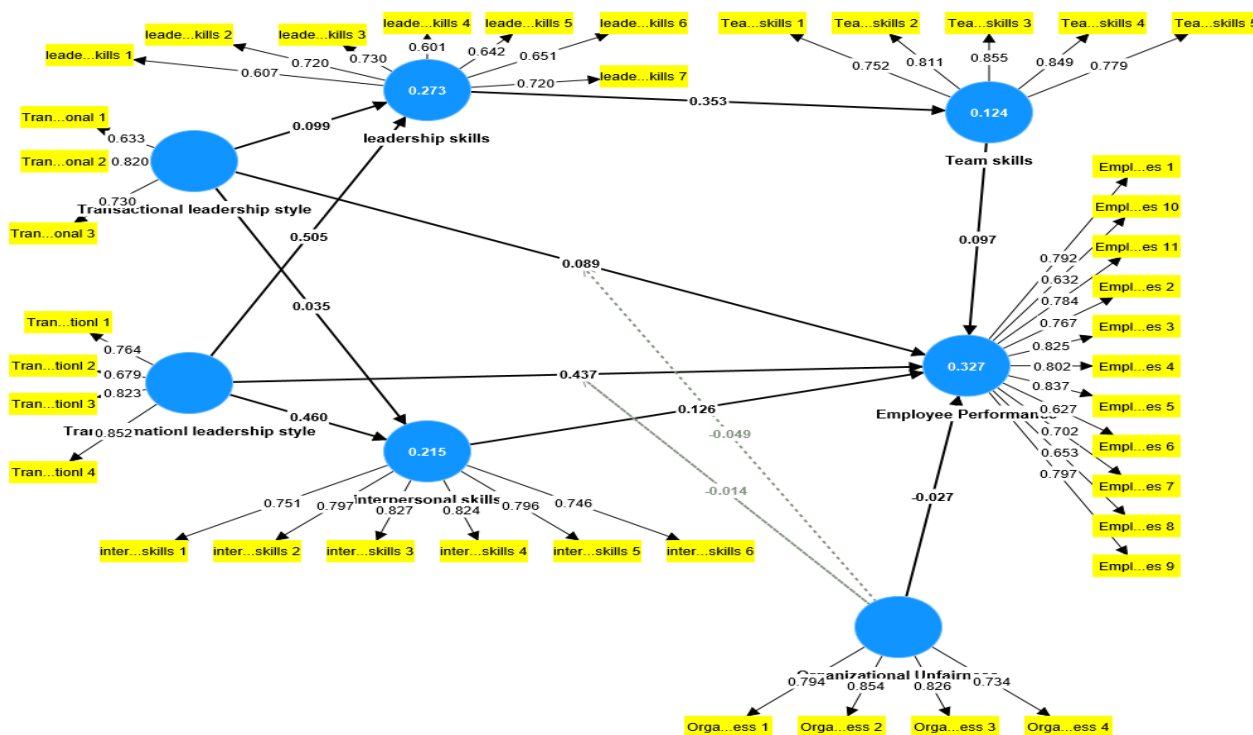 leade...kills 1
leade...kills 2
leade...kills 3
leade...kills 4
leade...kills 5
leade...kills 6
leade...kills 7
0.607
0.720
0.730
0.601
0.642
0.651
0.720
0.273
leadership skills
Tea...skills 1
Tea...skills 2
Tea...skills 3
Tea...skills 4
Tea...skills 5
0.752
0.811
0.855
0.849
0.779
0.124
Team skills
0.353
0.099
Tran...onal 1
Tran...onal 2
Tran...onal 3
0.633
0.820
0.730
Transactional leadership style
0.505
0.035
0.089
0.097
Empl...es 1
Empl...es 10
Empl...es 11
Empl...es 2
Empl...es 3
Empl...es 4
Empl...es 5
Empl...es 6
Empl...es 7
Empl...es 8
Empl...es 9
0.792
0.632
0.784
0.767
0.825
0.802
0.837
0.627
0.702
0.653
0.797
0.327
Employee Performance
Tran...tionl 1
Tran...tionl 2
Tran...tionl 3
Tran...tionl 4
0.764
0.679
0.823
0.852
leadership style
0.437
0.460
0.126
-0.049
-0.014
-0.027
0.215
Interpersonal skills
0.751
0.797
0.827
0.824
0.796
0.746
inter...skills 1
inter...skills 2
inter...skills 3
inter...skills 4
inter...skills 5
inter...skills 6
Organizational Unfairness
0.794
0.854
0.826
0.734
Orga...ess 1
Orga...ess 2
Orga...ess 3
Orga...ess 4